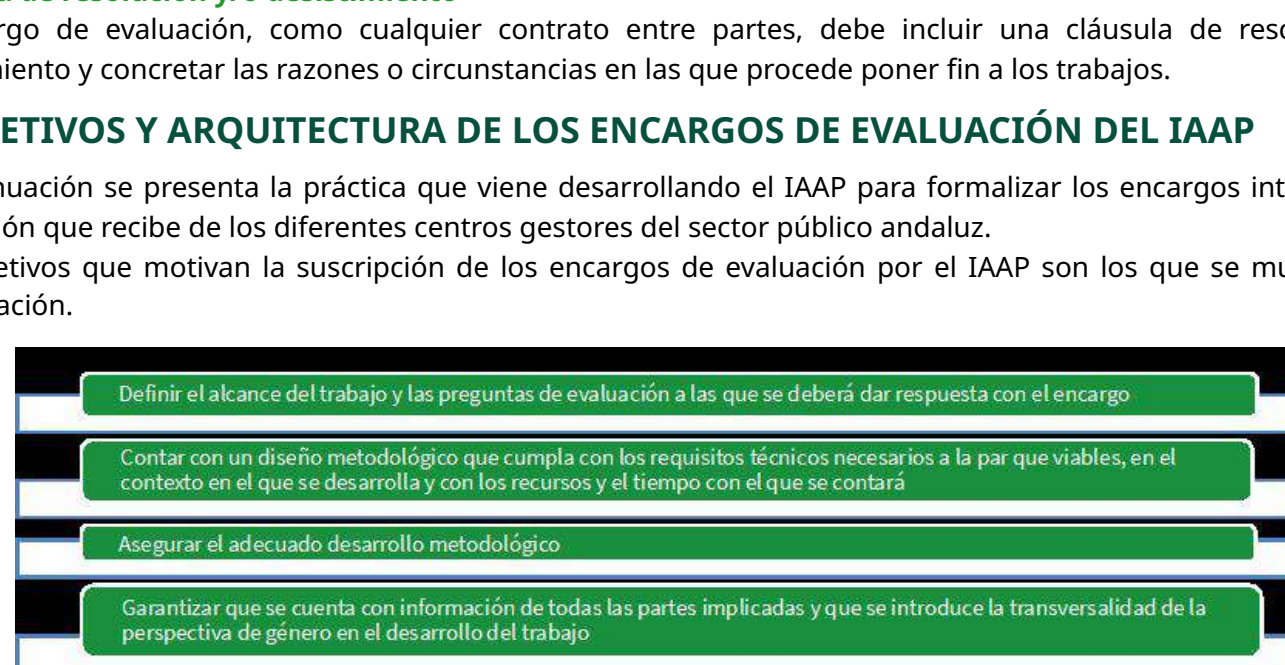 a de resolución y/o desistimiento
rgo de evaluación, como cualquier contrato entre partes, debe incluir una cláusula de reso
iento y concretar las razones o circunstancias en las que procede poner fin a los trabajos.
ETIVOS Y ARQUITECTURA DE LOS ENCARGOS DE EVALUACIÓN DEL IAAP
nuación se presenta la práctica que viene desarrollando el IAAP para formalizar los encargos int
ión que recibe de los diferentes centros gestores del sector público andaluz.
etivos que motivan la suscripción de los encargos de evaluación por el IAAP son los que se mu
ación.
Definir el alcance del trabajo y las preguntas de evaluación a las que se deberá dar respuesta con el encargo
Contar con un diseño metodológico que cumpla con los requisitos técnicos necesarios a la par que viables, en el
contexto en el que se desarrolla y con los recursos y el tiempo con el que se contará
Asegurar el adecuado desarrollo metodológico
Garantizar que se cuenta con información de todas las partes implicadas y que se introduce la transversalidad de la
perspectiva de género en el desarrollo del trabajo